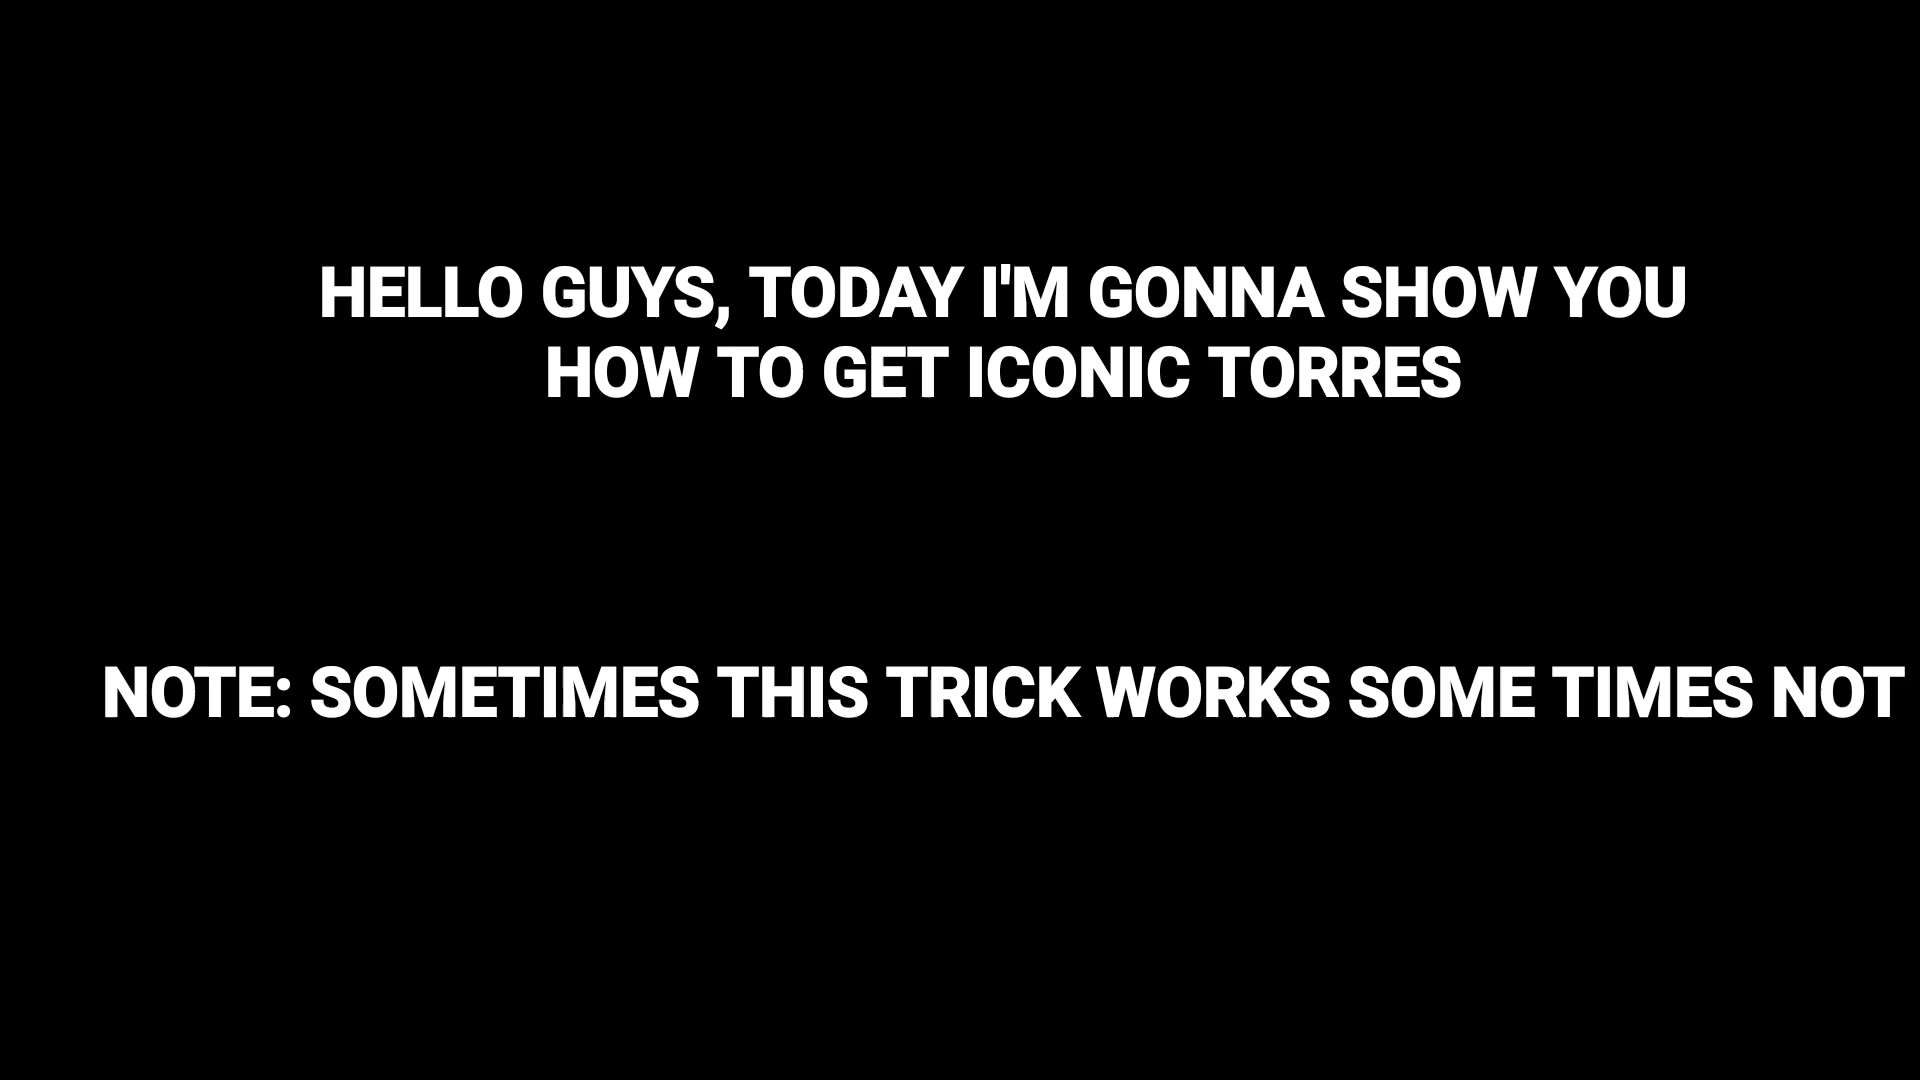 HELLO GUYS, TODAY I'M GONNA SHOW YOU
HOW TO GET ICONIC TORRES
NOTE: SOMETIMES THIS TRICK WORKS SOME TIMES NOT